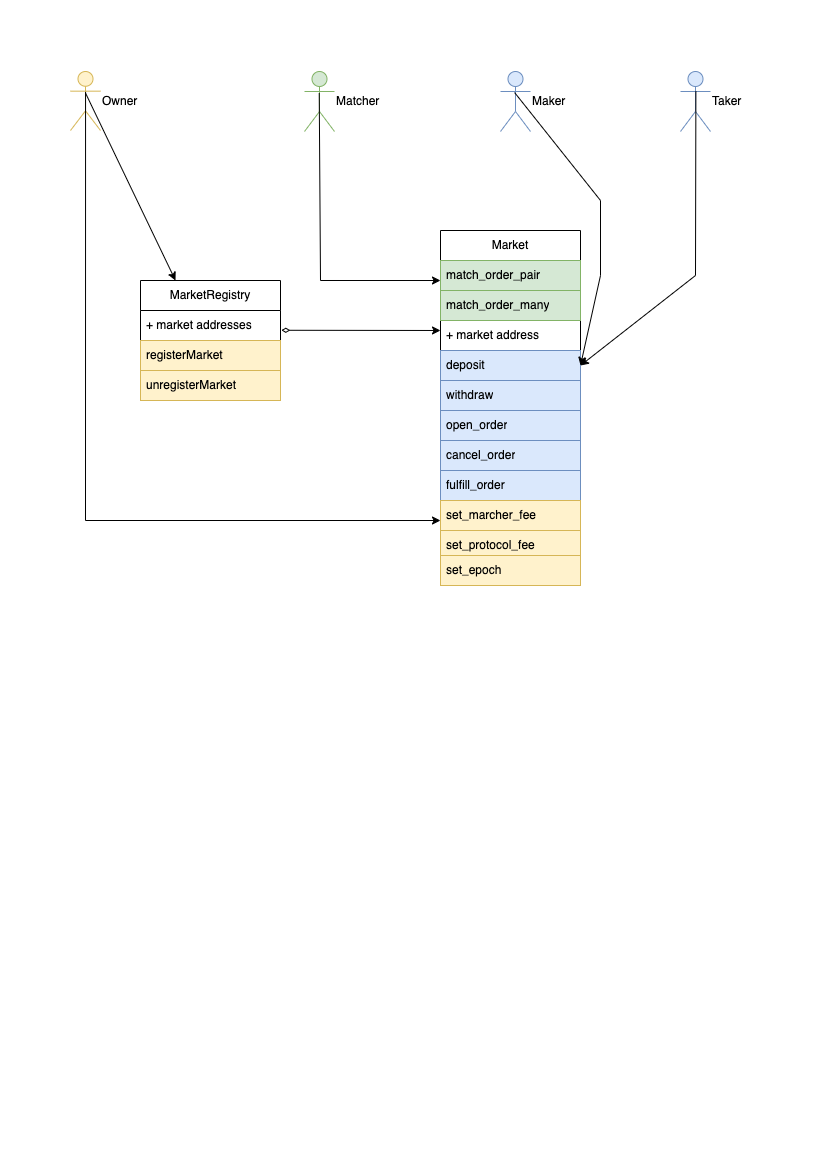 Owner
Matcher
Maker
Taker
MarketRegistry
+ market addresses
registerMarket
unregisterMarket
Market
match_order_pair
match_order_many
+ market address
deposit
withdraw
open_order
cancel_order
fulfill_order
set_marcher_fee
set_protocol_fee
set_epoch